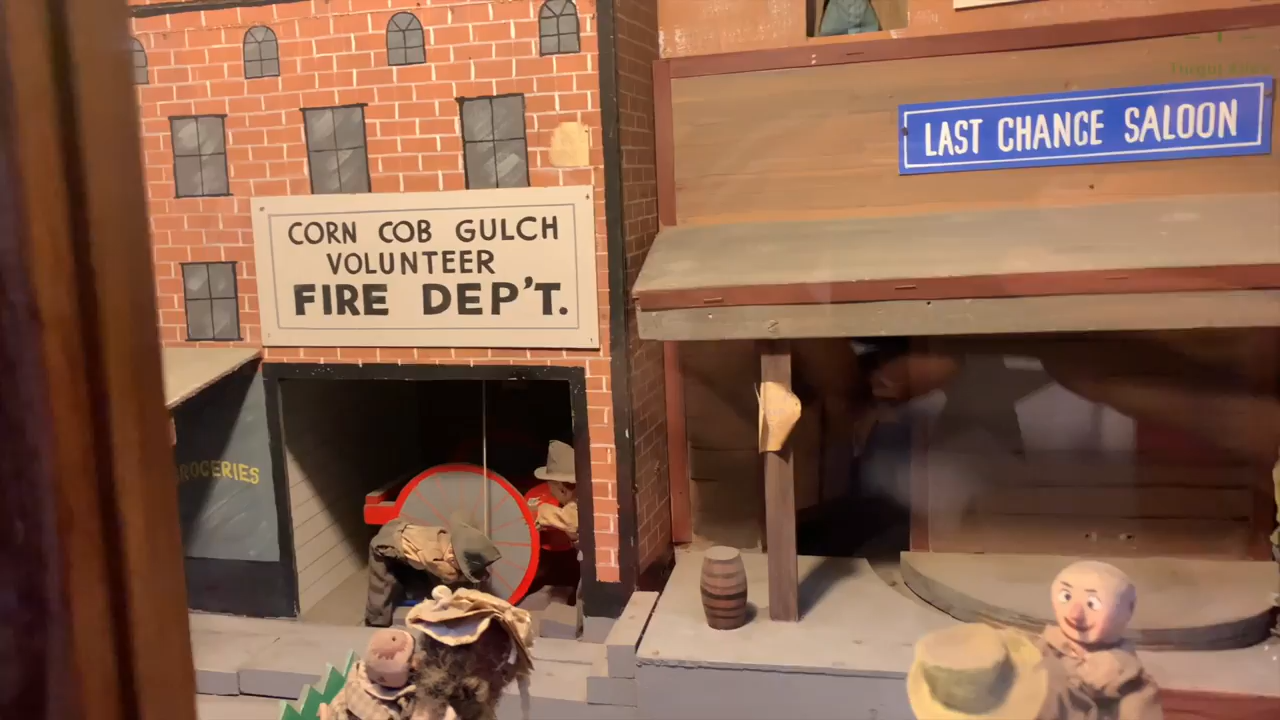 CORN COB GULCH
VOLUNTEER
FIRE DEP'T.
LAST CHANCE SALOON
ROCERIES